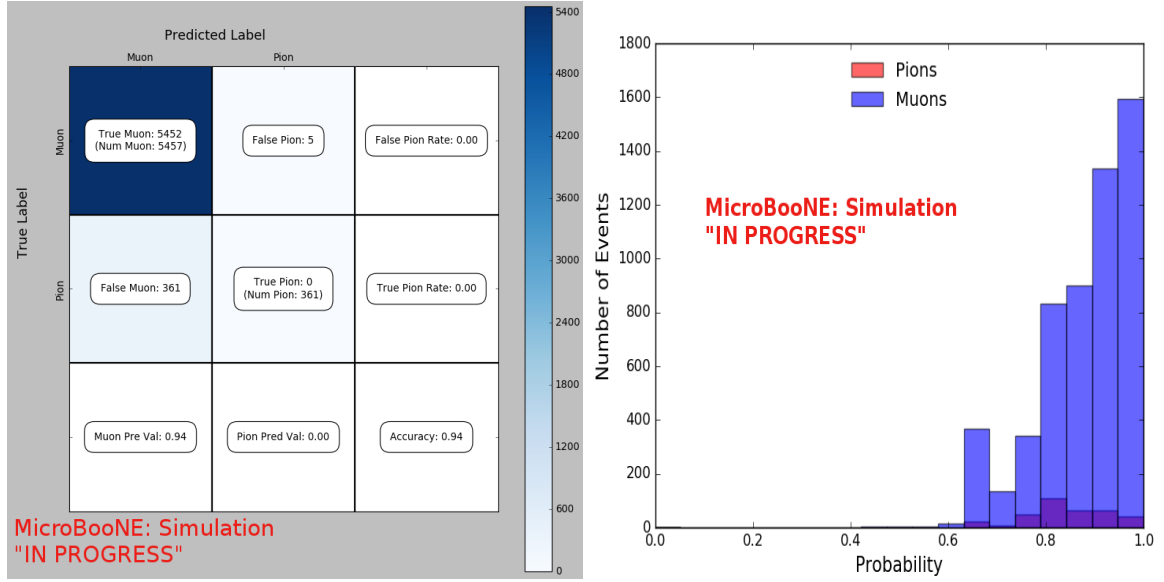 Predicted Label
Muon
Pion
True Label
Muon
Pion
True Muon: 5452
(Num Muon: 5457)
False Pion: 5
False Pion Rate: 0.00
False Muon: 361
True Pion: 0
(Num Pion: 361)
True Pion Rate: 0.00
Muon Pre Val: 0.94
Pion Pred Val: 0.00
Accuracy: 0.94
MicroBooNE: Simulation
"IN PROGRESS"
5400
4800
4200
3600
3000
2400
1800
1200
600
0
Pions
Muons
MicroBooNE: Simulation
"IN PROGRESS"
Number of Events
1800
1600
1400
1200
1000
800
600
400
200
0
0.0
0.2
0.4
0.6
0.8
1.0
Probability